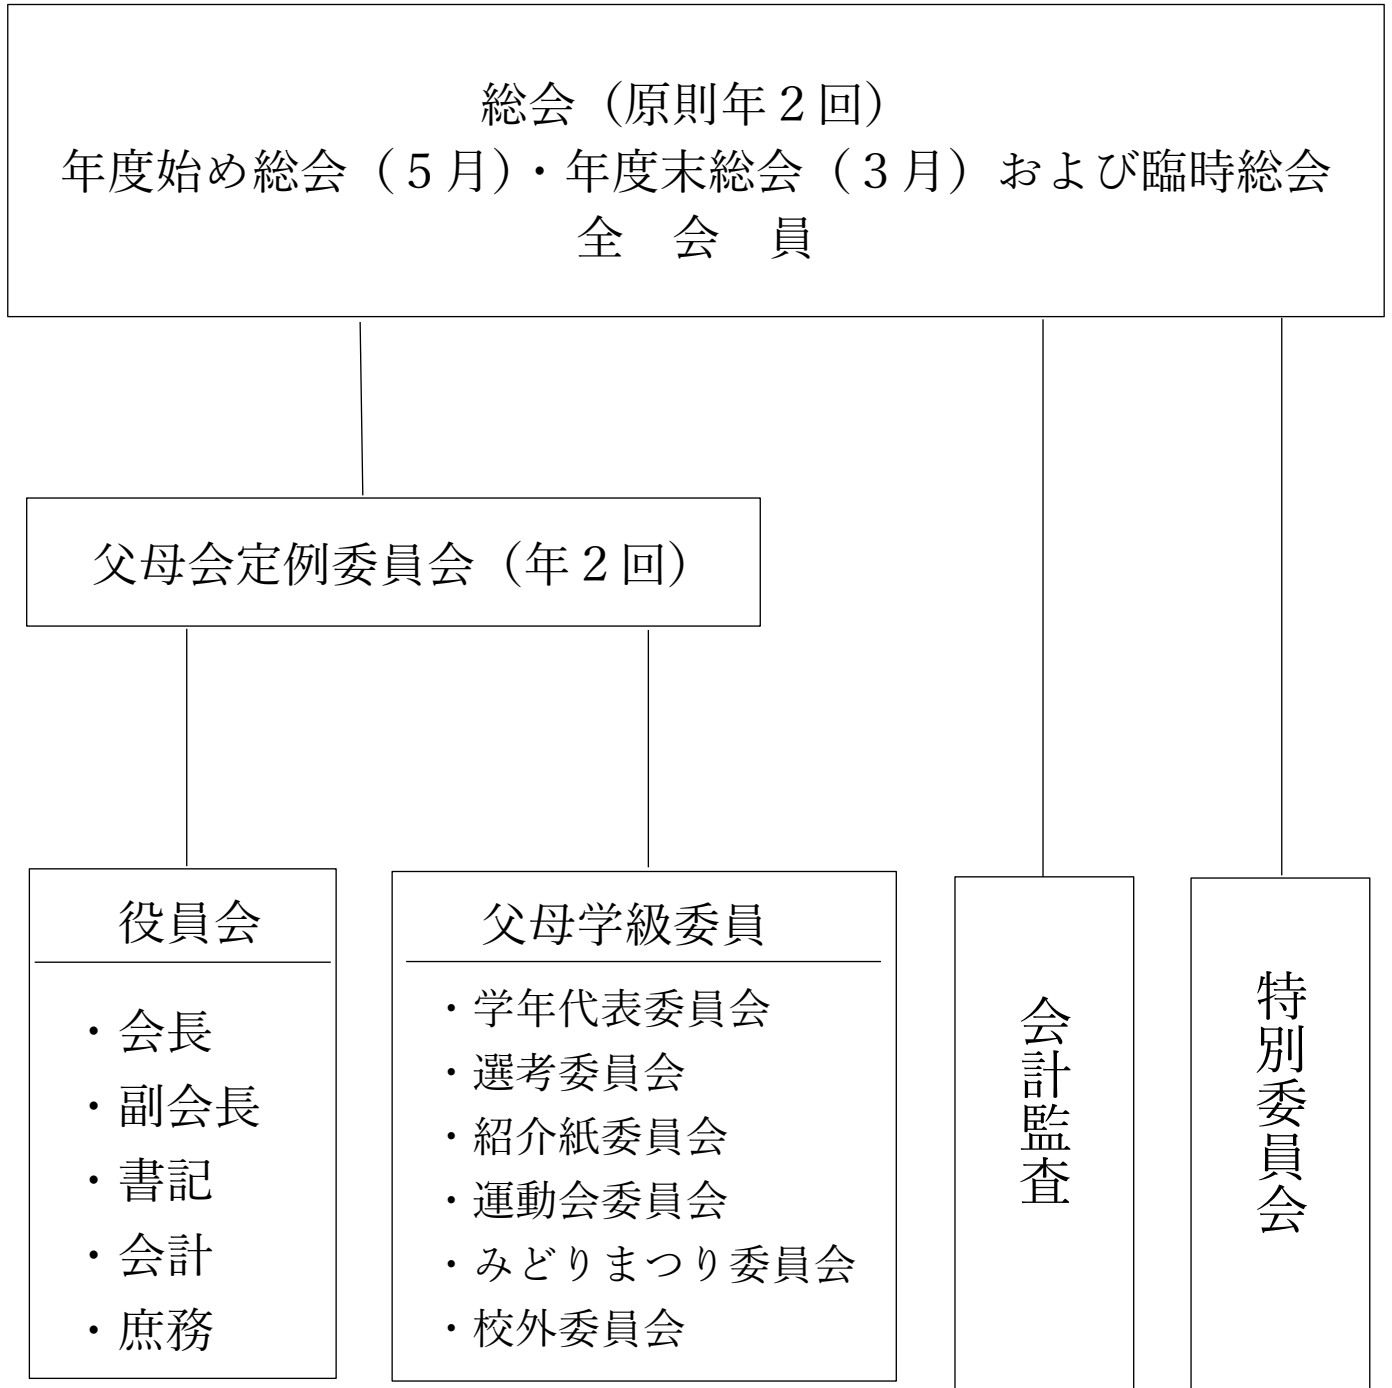 総会（原則年２回）
年度始め総会（５月）・年度末総会（３月）および臨時総会
全　会　員
父母会定例委員会（年２回）
役員会
・会長
・副会長
・書記
・会計
・庶務
父母学級委員
・学年代表委員会
・選考委員会
・紹介紙委員会
・運動会委員会
・みどりまつり委員会
・校外委員会
会計監査
特別委員会